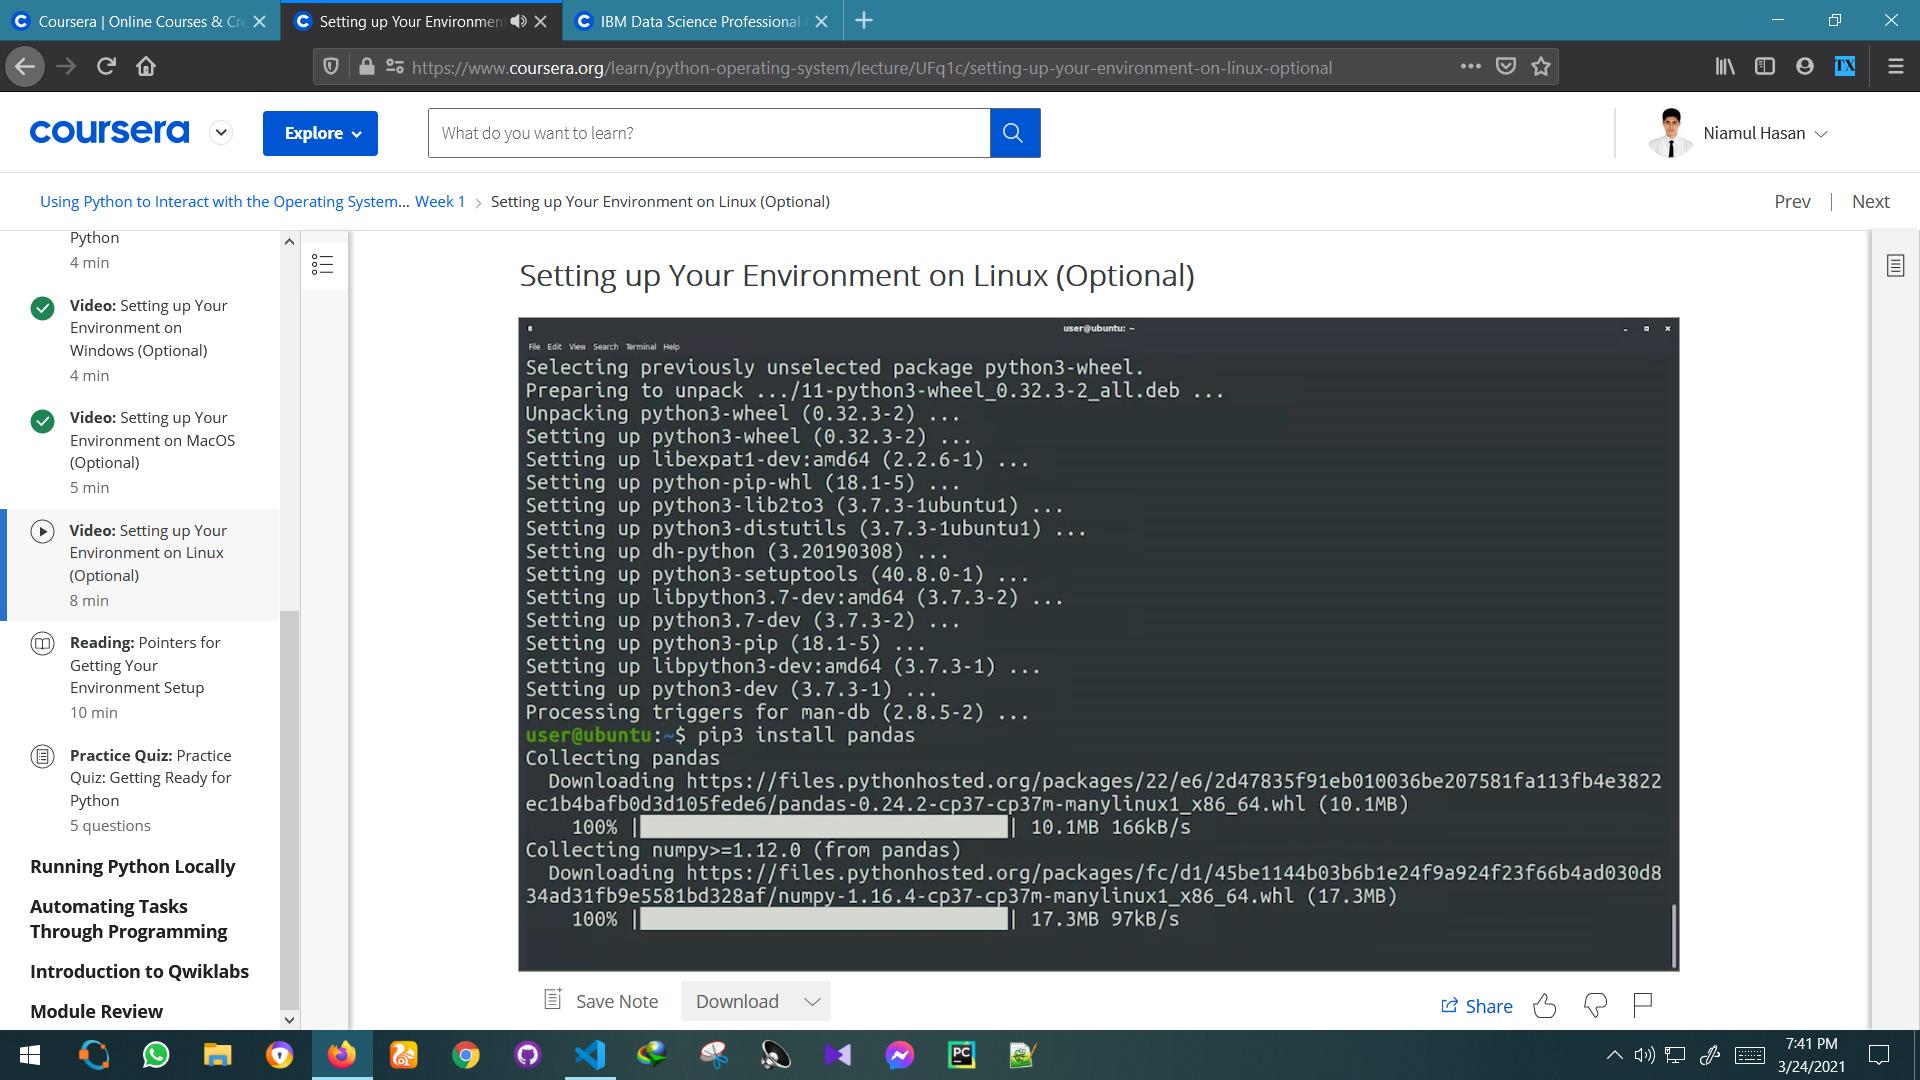 Coursera | Online Courses & Cre
Setting up Your Environmen
IBM Data Science Professional
https://www.coursera.org/learn/python-operating-system/lecture/UFq1c/setting-up-your-environment-on-linux-optional
TX
coursera
Explore
What do you want to learn?
Niamul Hasan
Using Python to Interact with the Operating System... Week 1 > Setting up Your Environment on Linux (Optional)
Prev | Next
Python
4 min
Video: Setting up Your
Environment on
Windows (Optional)
4 min
Video: Setting up Your
Environment on MacOS
(Optional)
5 min
Video: Setting up Your
Environment on Linux
(Optional)
8 min
Reading: Pointers for
Getting Your
Environment Setup
10 min
Practice Quiz: Practice
Quiz: Getting Ready for
Python
5 questions
Running Python Locally
Automating Tasks
Through Programming
Introduction to Qwiklabs
Module Review
Setting up Your Environment on Linux (Optional)
user@ubuntu: ~
File Edit View Search Terminal Help
Selecting previously unselected package python3-wheel.
Preparing to unpack .../11-python3-wheel_0.32.3-2_all.deb ...
Unpacking python3-wheel (0.32.3-2) ...
Setting up python3-wheel (0.32.3-2) ...
Setting up libexpat1-dev:amd64 (2.2.6-1) ...
Setting up python-pip-whl (18.1-5) ...
Setting up python3-lib2to3 (3.7.3-1ubuntu1) ...
Setting up python3-distutils (3.7.3-1ubuntu1) ...
Setting up dh-python (3.20190308) ...
Setting up python3-setuptools (40.8.0-1) ...
Setting up libpython3.7-dev:amd64 (3.7.3-2) ...
Setting up python3.7-dev (3.7.3-2) ...
Setting up python3-pip (18.1-5) ...
Setting up libpython3-dev:amd64 (3.7.3-1) ...
Setting up python3-dev (3.7.3-1) ...
Processing triggers for man-db (2.8.5-2) ...
user@ubuntu:~$ pip3 install pandas
Collecting pandas
Downloading https://files.pythonhosted.org/packages/22/e6/2d47835f91eb010036be207581fa113fb4e3822
ec1b4bafb0d3d105fede6/pandas-0.24.2-cp37-cp37m-manylinux1_x86_64.whl (10.1MB)
100% |████████████████████████████████| 10.1MB 166kB/s
Collecting numpy>=1.12.0 (from pandas)
Downloading https://files.pythonhosted.org/packages/fc/d1/45be1144b03b6b1e24f9a924f23f66b4ad030d8
34ad31fb9e5581bd328af/numpy-1.16.4-cp37-cp37m-manylinux1_x86_64.whl (17.3MB)
100% |████████████████████████████████| 17.3MB 97kB/s
Save Note
Download
Share
PC
7:41 PM
3/24/2021